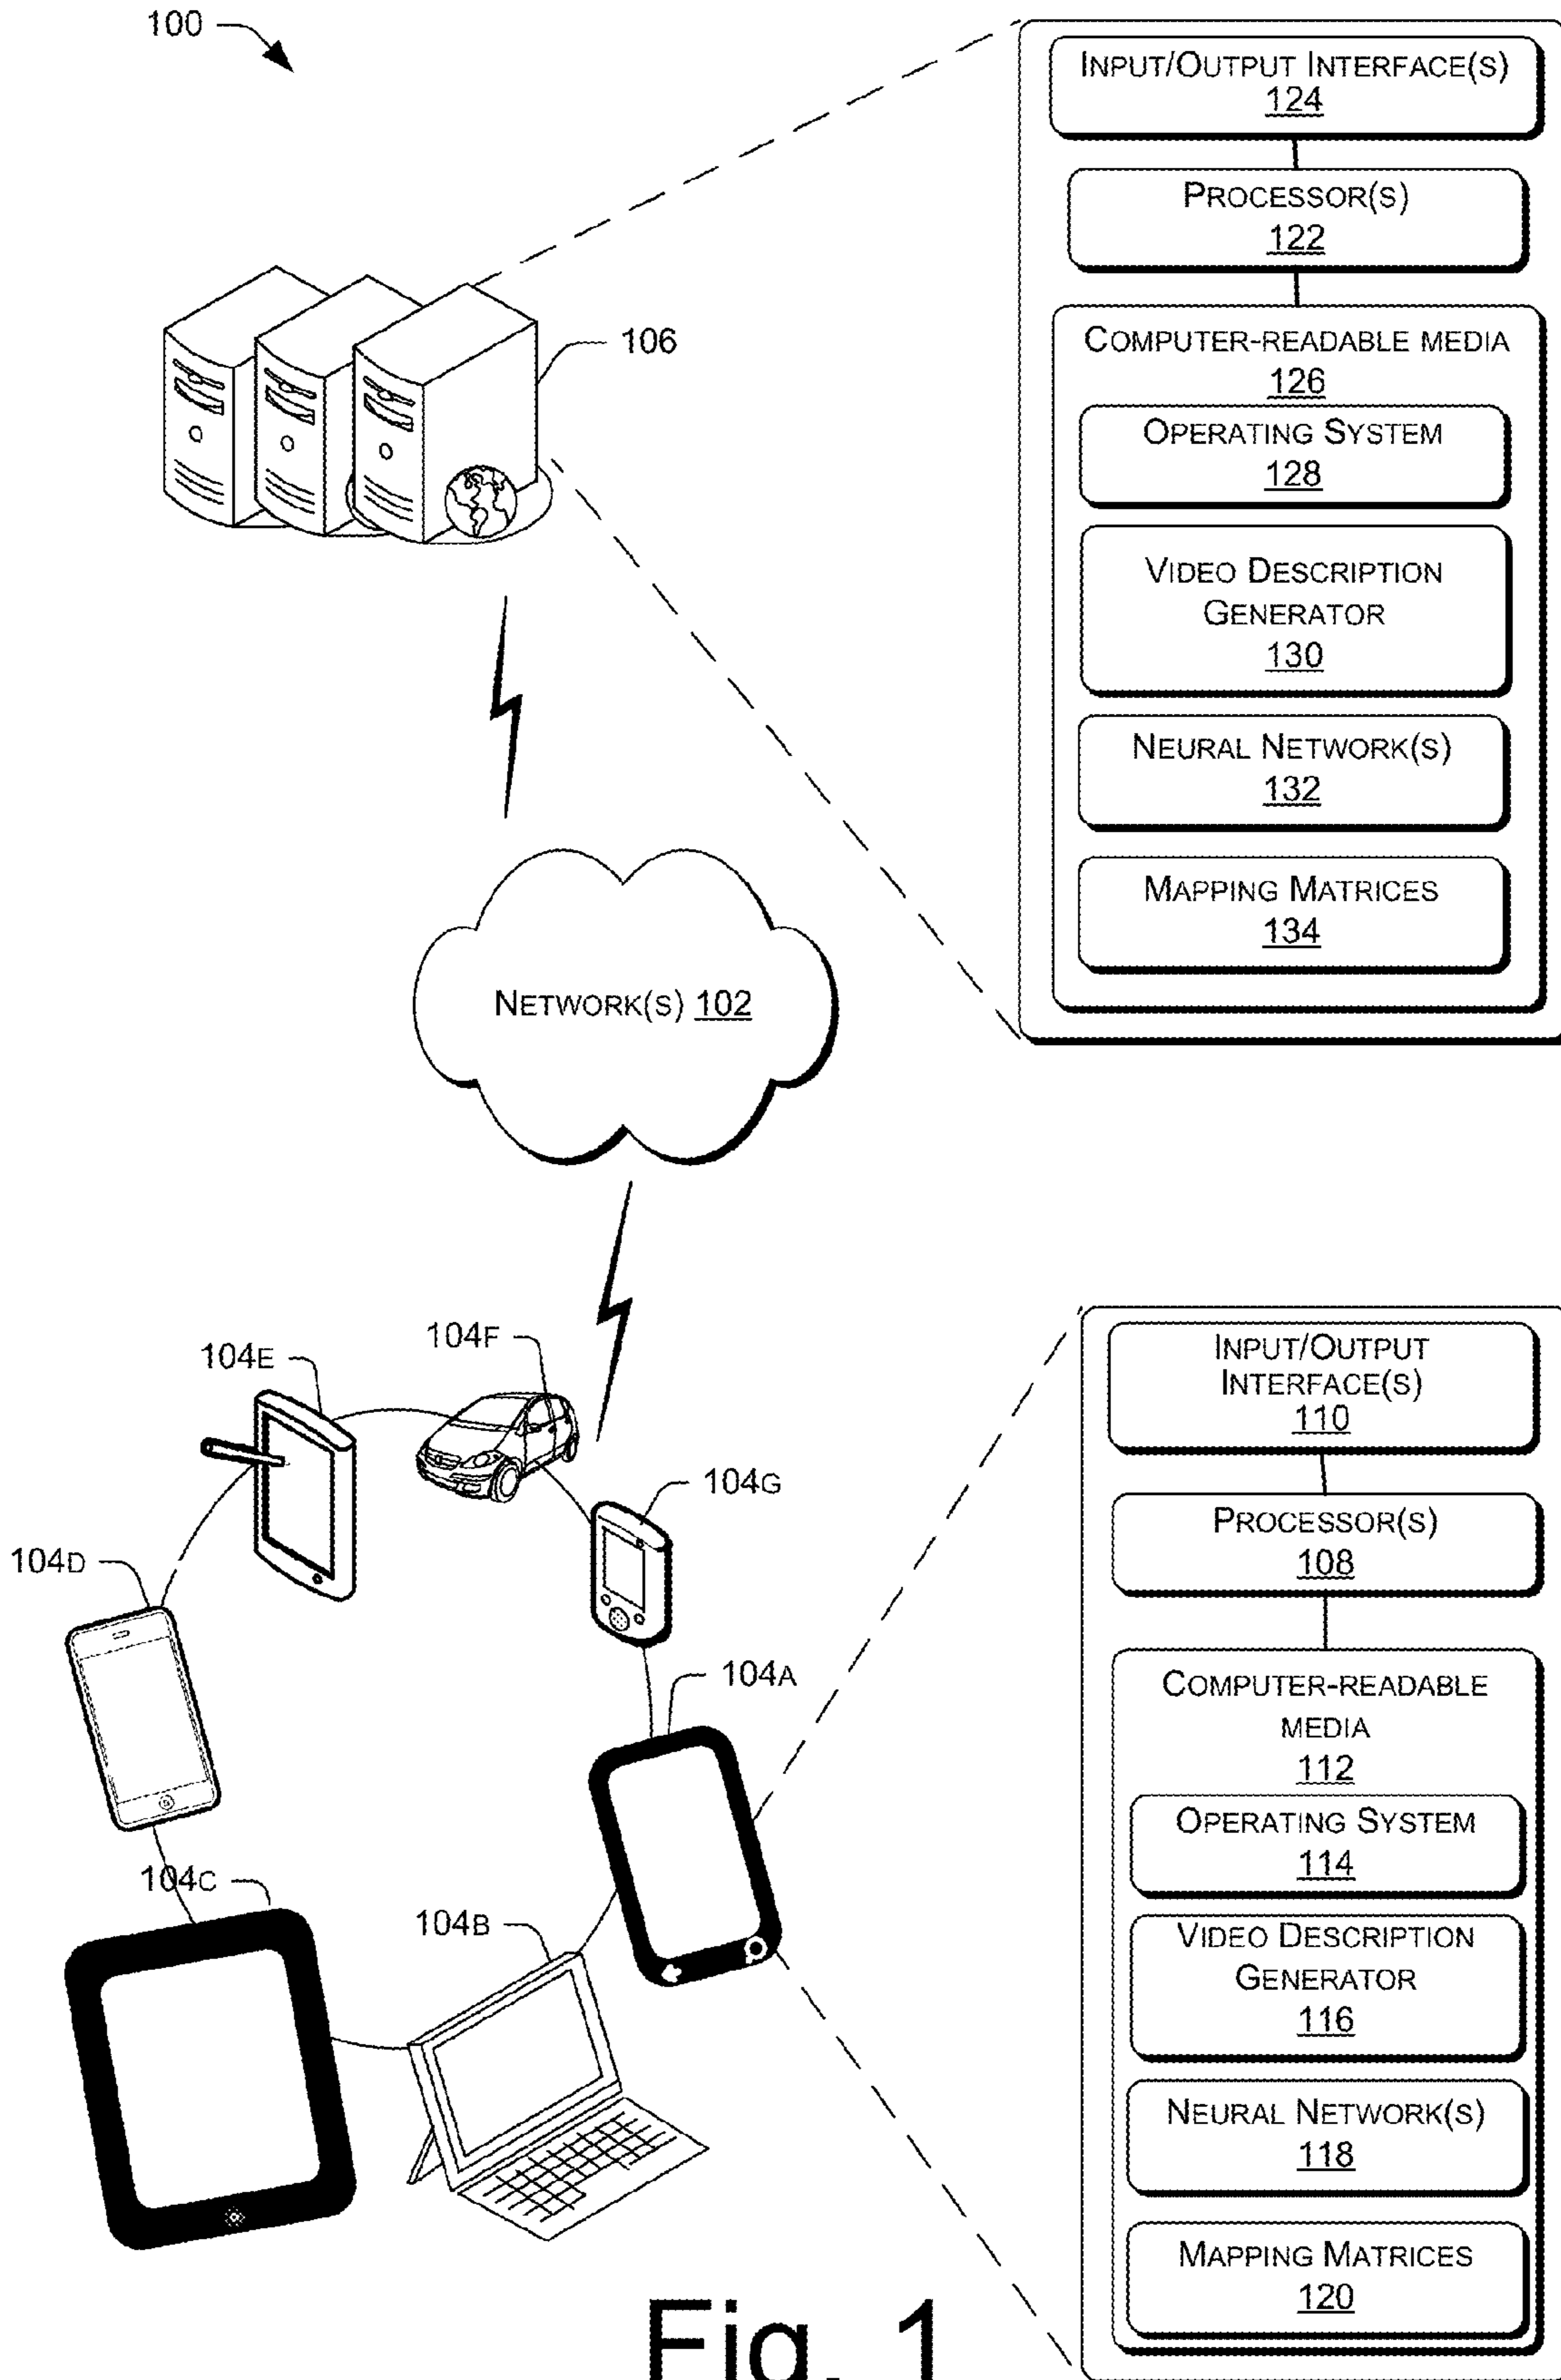 100
INPUT/OUTPUT INTERFACE(S)
124
PROCESSOR(S)
122
106
COMPUTER-READABLE MEDIA
126
OPERATING SYSTEM
128
VIDEO DESCRIPTION
GENERATOR
130
NEURAL NETWORK(S)
132
MAPPING MATRICES
134
NETWORK(S) 102
104F
104E
104G
104D
104A
104C
104B
INPUT/OUTPUT
INTERFACE(S)
110
PROCESSOR(S)
108
COMPUTER-READABLE
MEDIA
112
OPERATING SYSTEM
114
VIDEO DESCRIPTION
GENERATOR
116
NEURAL NETWORK(S)
118
MAPPING MATRICES
120
Fig. 1